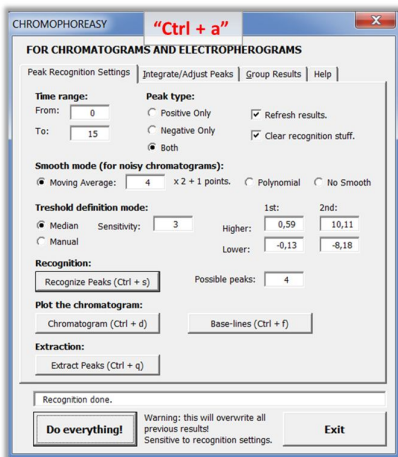 CHROMOPHOREASY
"Ctrl + a"
X
FOR CHROMATOGRAMS AND ELECTROPHEROGRAMS
Peak Recognition Settings Integrate/Adjust Peaks Group Results Help
Time range: Peak type:
From: 0 Positive Only Refresh results.
To: 15 Negative Only Clear recognition stuff.
Both
Smooth mode (for noisy chromatograms):
Moving Average: 4 x 2 + 1 points. Polynomial No Smooth
Treshold definition mode: 1st: 2nd:
Median Sensitivity: 3 Higher: 0,59 10,11
Manual Lower: -0,13 -8,18
Recognition:
Recognize Peaks (Ctrl + s) Possible peaks: 4
Plot the chromatogram:
Chromatogram (Ctrl + d) Base-lines (Ctrl + f)
Extraction:
Extract Peaks (Ctrl + q)
Recognition done.
Do everything! Warning: this will overwrite all
previous results!
Sensitive to recognition settings.
Exit